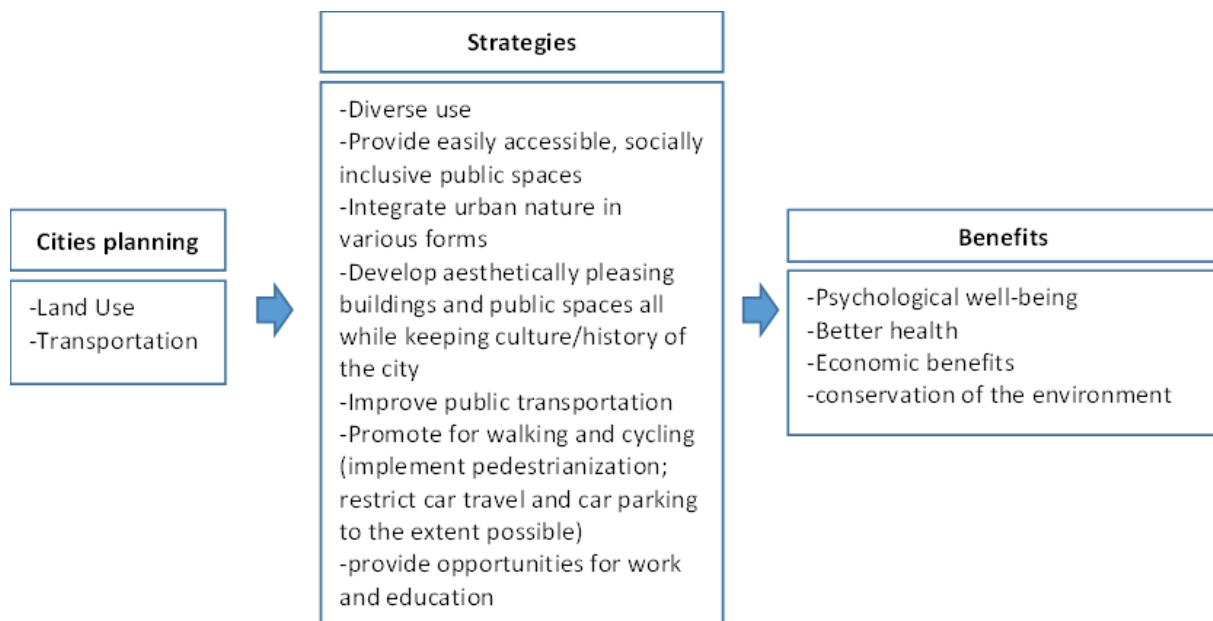 Cities planning
-Land Use
-Transportation
Strategies
-Diverse use
-Provide easily accessible, socially
inclusive public spaces
-Integrate urban nature in
various forms
-Develop aesthetically pleasing
buildings and public spaces all
while keeping culture/history of
the city
-Improve public transportation
-Promote for walking and cycling
(implement pedestrianization;
restrict car travel and car parking
to the extent possible)
-provide opportunities for work
and education
Benefits
-Psychological well-being
-Better health
-Economic benefits
-conservation of the environment